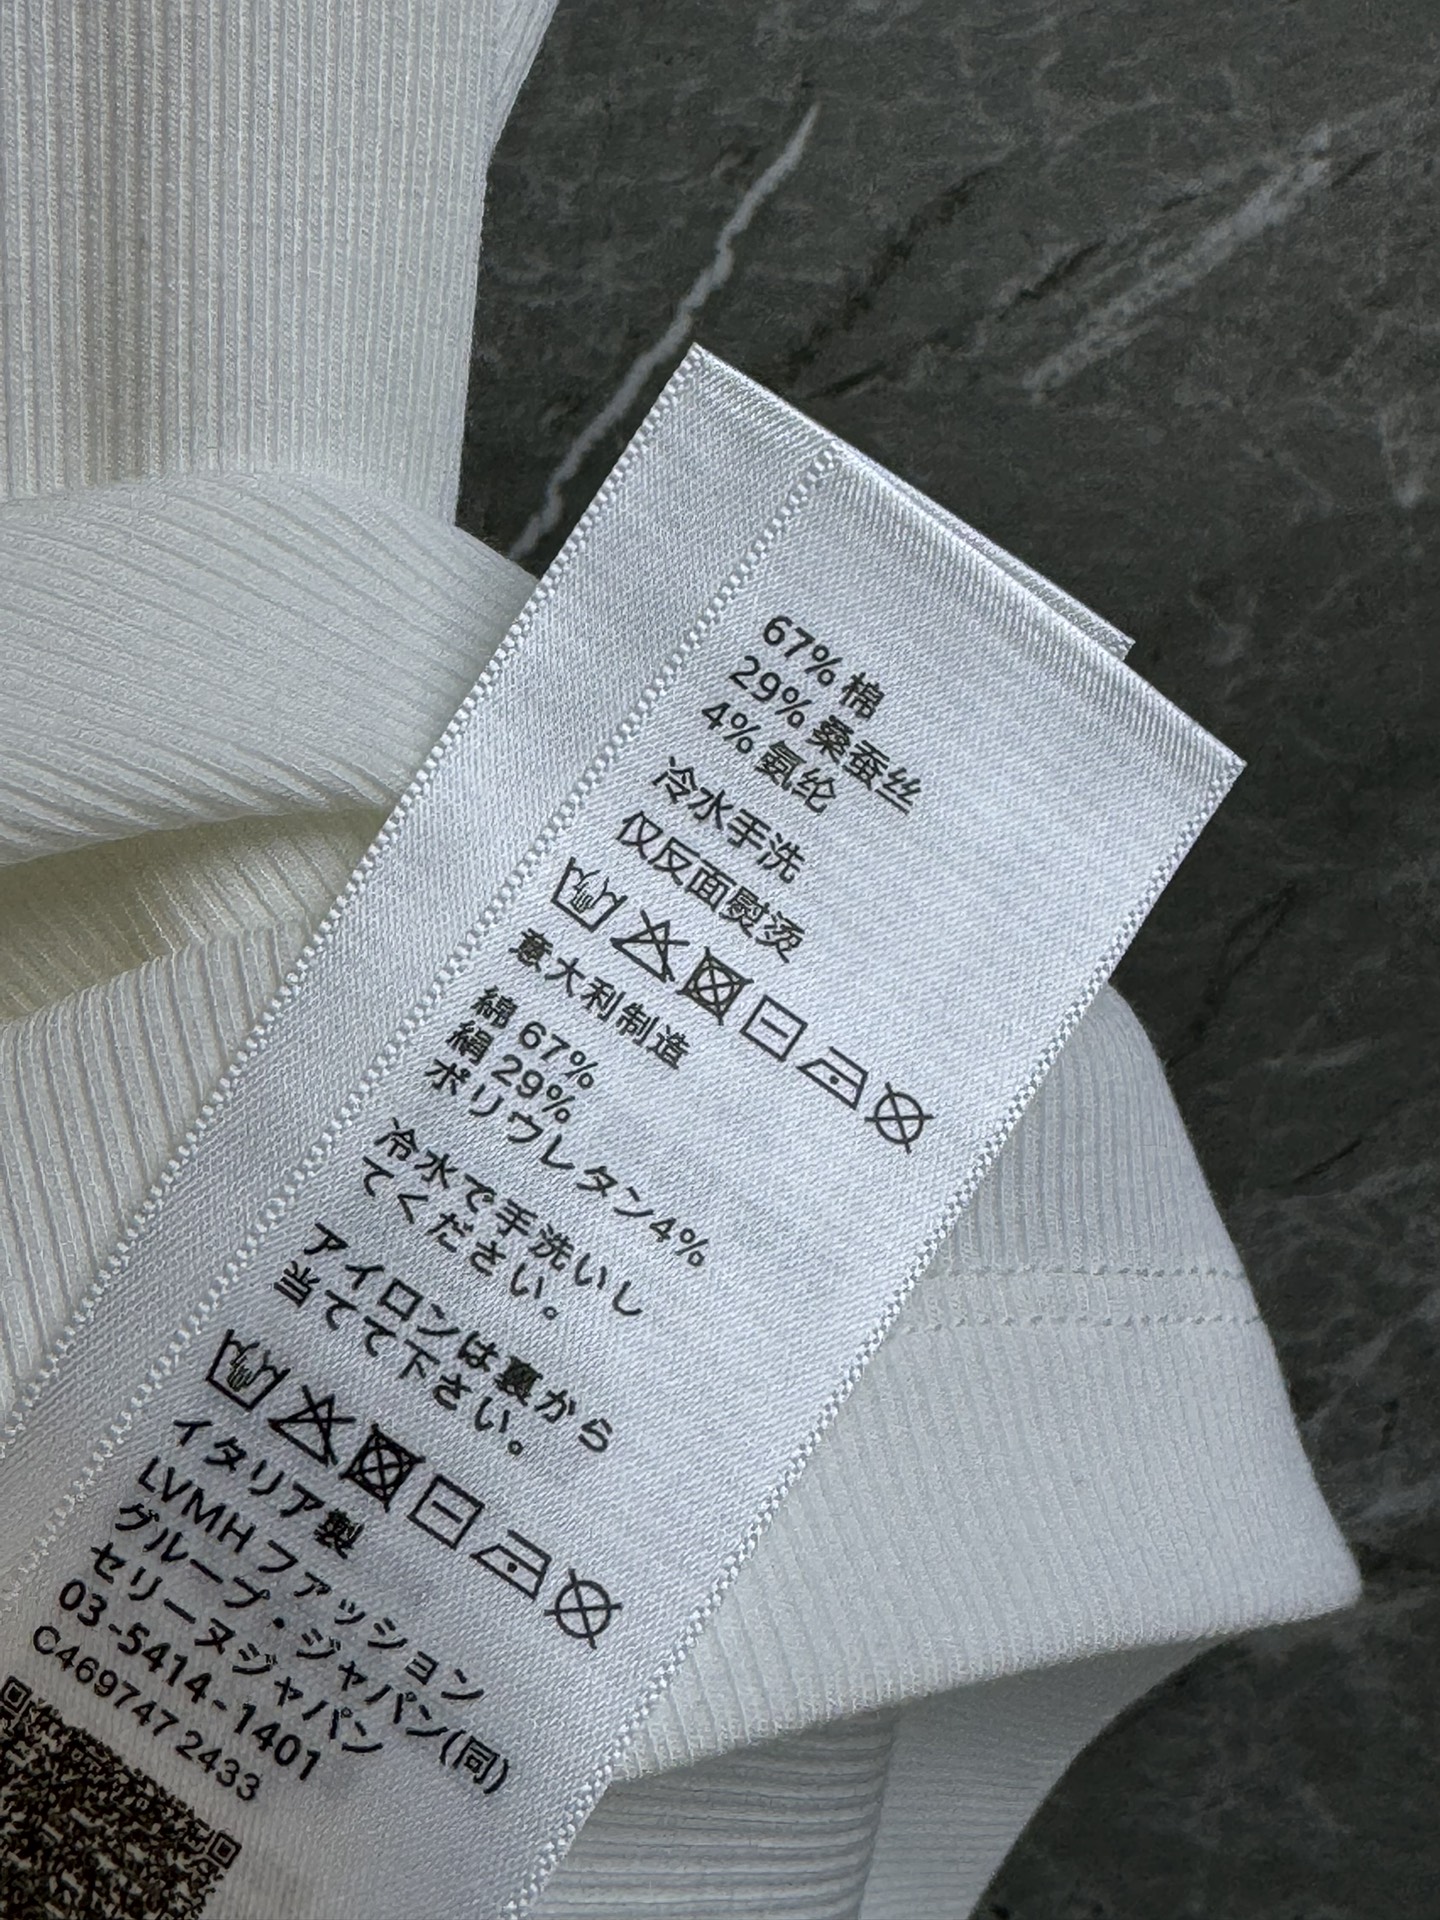 67% 棉
29% 桑蚕丝
4% 氨纶
冷水手洗
仅反面熨烫
意大利制造
綿 67%
絹 29%
ポリウレタン4%
冷水で手洗いし
てください。
アイロンは裏から
当てて下さい。
イタリア製
LVMH ファッション
グループ・ジャパン(同)
セリーヌジャパン
03-5414-1401
C469747 2433